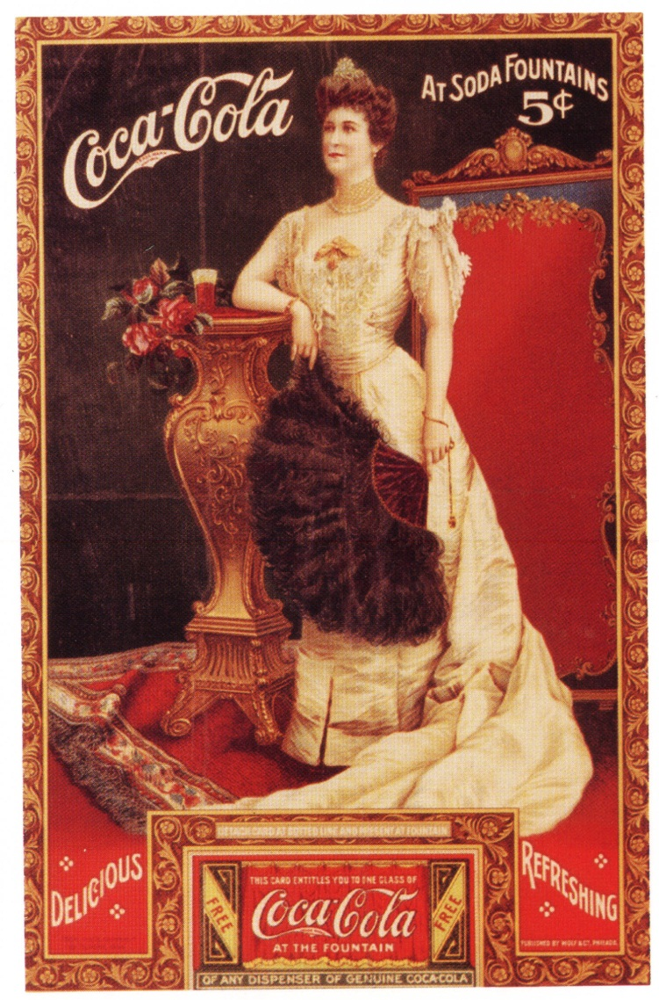 Coca-Cola
TRADE MARK
AT SODA FOUNTAINS
5¢
DELICIOUS
REFRESHING
DETACH CARD AT DOTTED LINE AND PRESENT AT FOUNTAIN
THIS CARD ENTITLES YOU TO ONE GLASS OF
FREE
Coca-Cola
FREE
AT THE FOUNTAIN
OF ANY DISPENSER OF GENUINE COCA-COLA
PUBLISHED BY WOLF & CO. PHILADA.